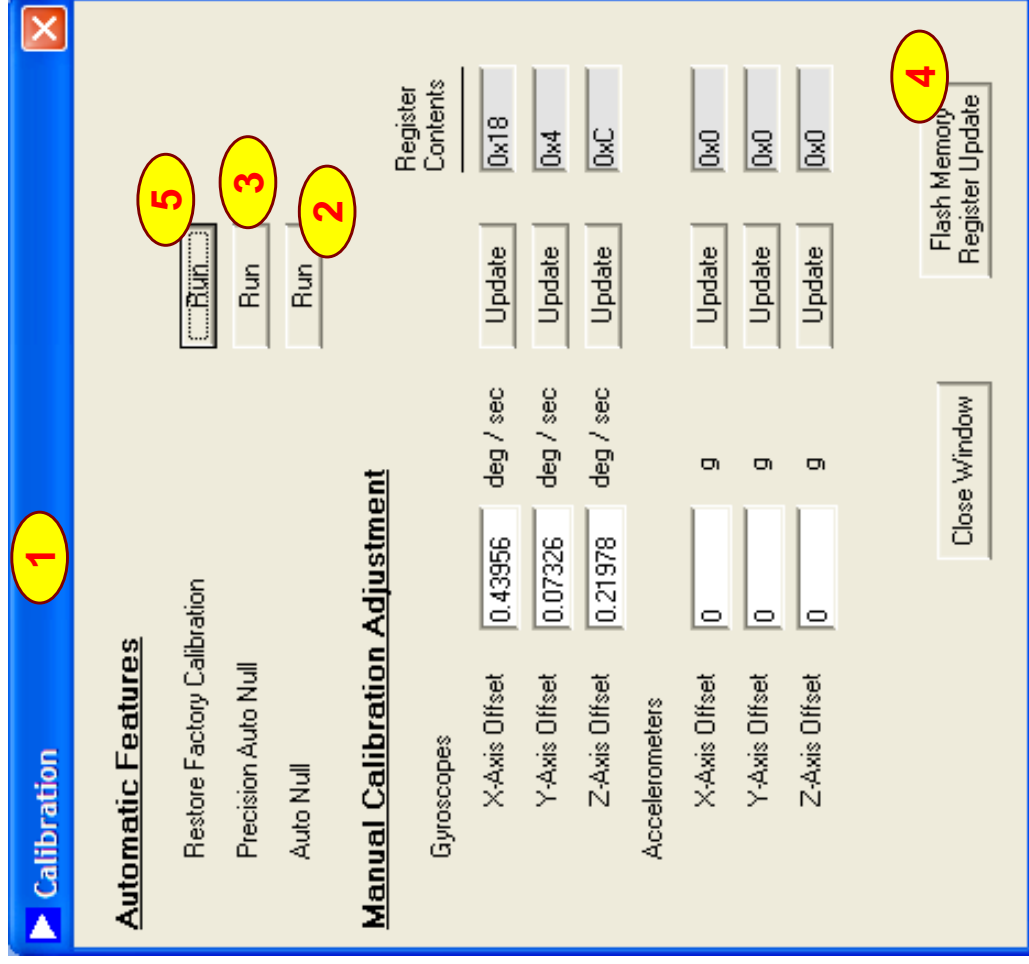 Calibration
1
Automatic Features
Restore Factory Calibration Run 5
Precision Auto Null Run 3
Auto Null Run 2
Manual Calibration Adjustment
Register
Contents
Gyroscopes
X-Axis Offset 0.43956 deg / sec Update 0x18
Y-Axis Offset 0.07326 deg / sec Update 0x4
Z-Axis Offset 0.21978 deg / sec Update 0xC
Accelerometers
X-Axis Offset 0 g Update 0x0
Y-Axis Offset 0 g Update 0x0
Z-Axis Offset 0 g Update 0x0
4
Close Window
Flash Memory
Register Update